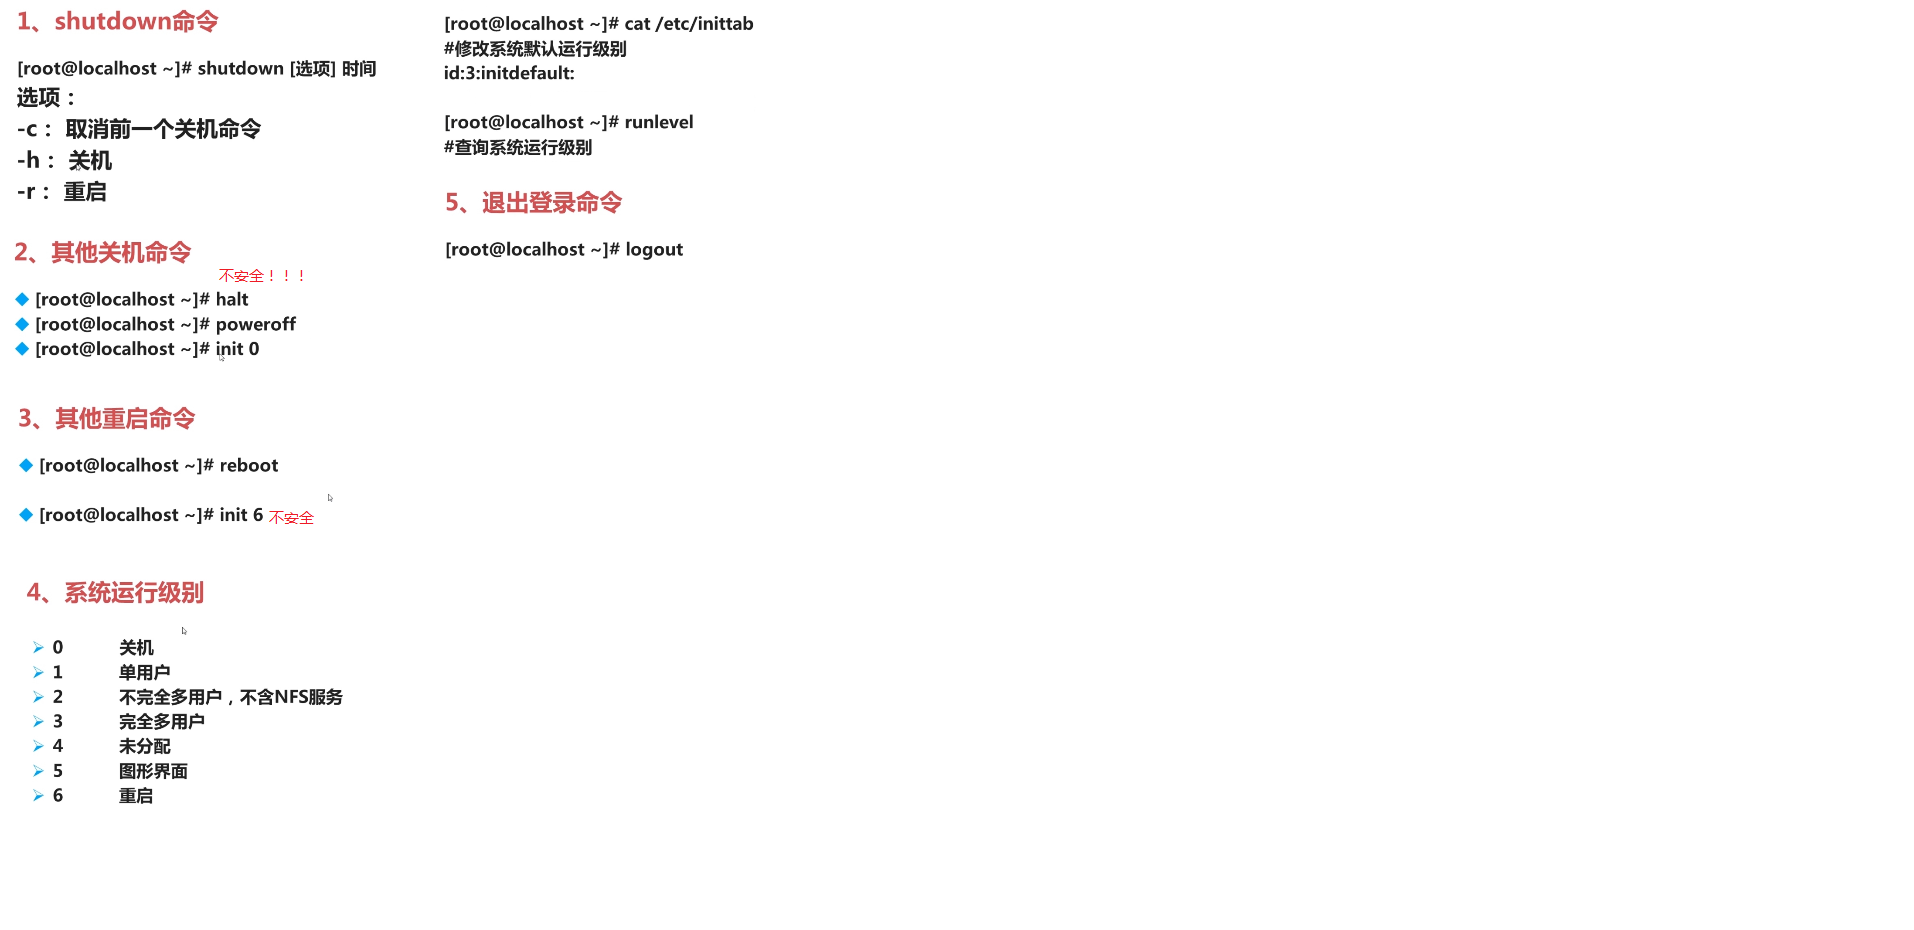 1、shutdown命令
[root@localhost ~]# shutdown [选项] 时间
选项：
-c： 取消前一个关机命令
-h： 关机
-r： 重启
2、其他关机命令
不安全！！！
[root@localhost ~]# halt
[root@localhost ~]# poweroff
[root@localhost ~]# init 0
3、其他重启命令
[root@localhost ~]# reboot
[root@localhost ~]# init 6 不安全
4、系统运行级别
0 关机
1 单用户
2 不完全多用户，不含NFS服务
3 完全多用户
4 未分配
5 图形界面
6 重启
[root@localhost ~]# cat /etc/inittab
#修改系统默认运行级别
id:3:initdefault:
[root@localhost ~]# runlevel
#查询系统运行级别
5、退出登录命令
[root@localhost ~]# logout